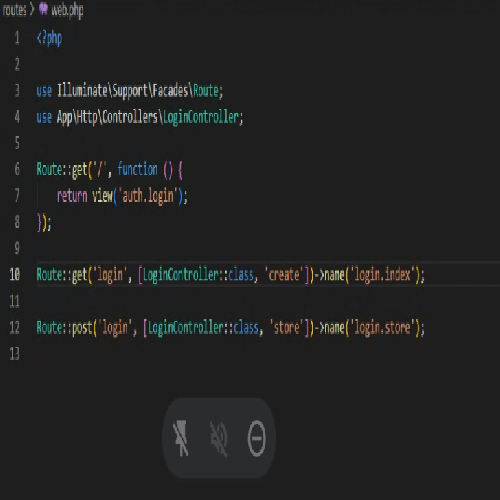 routes > web.php
1 <?php
2
3 use Illuminate\Support\Facades\Route;
4 use App\Http\Controllers\LoginController;
5
6 Route::get('/', function () {
7 return view('auth.login');
8 });
9
10 Route::get('login', [LoginController::class, 'create'])->name('login.index');
11
12 Route::post('login', [LoginController::class, 'store'])->name('login.store');
13